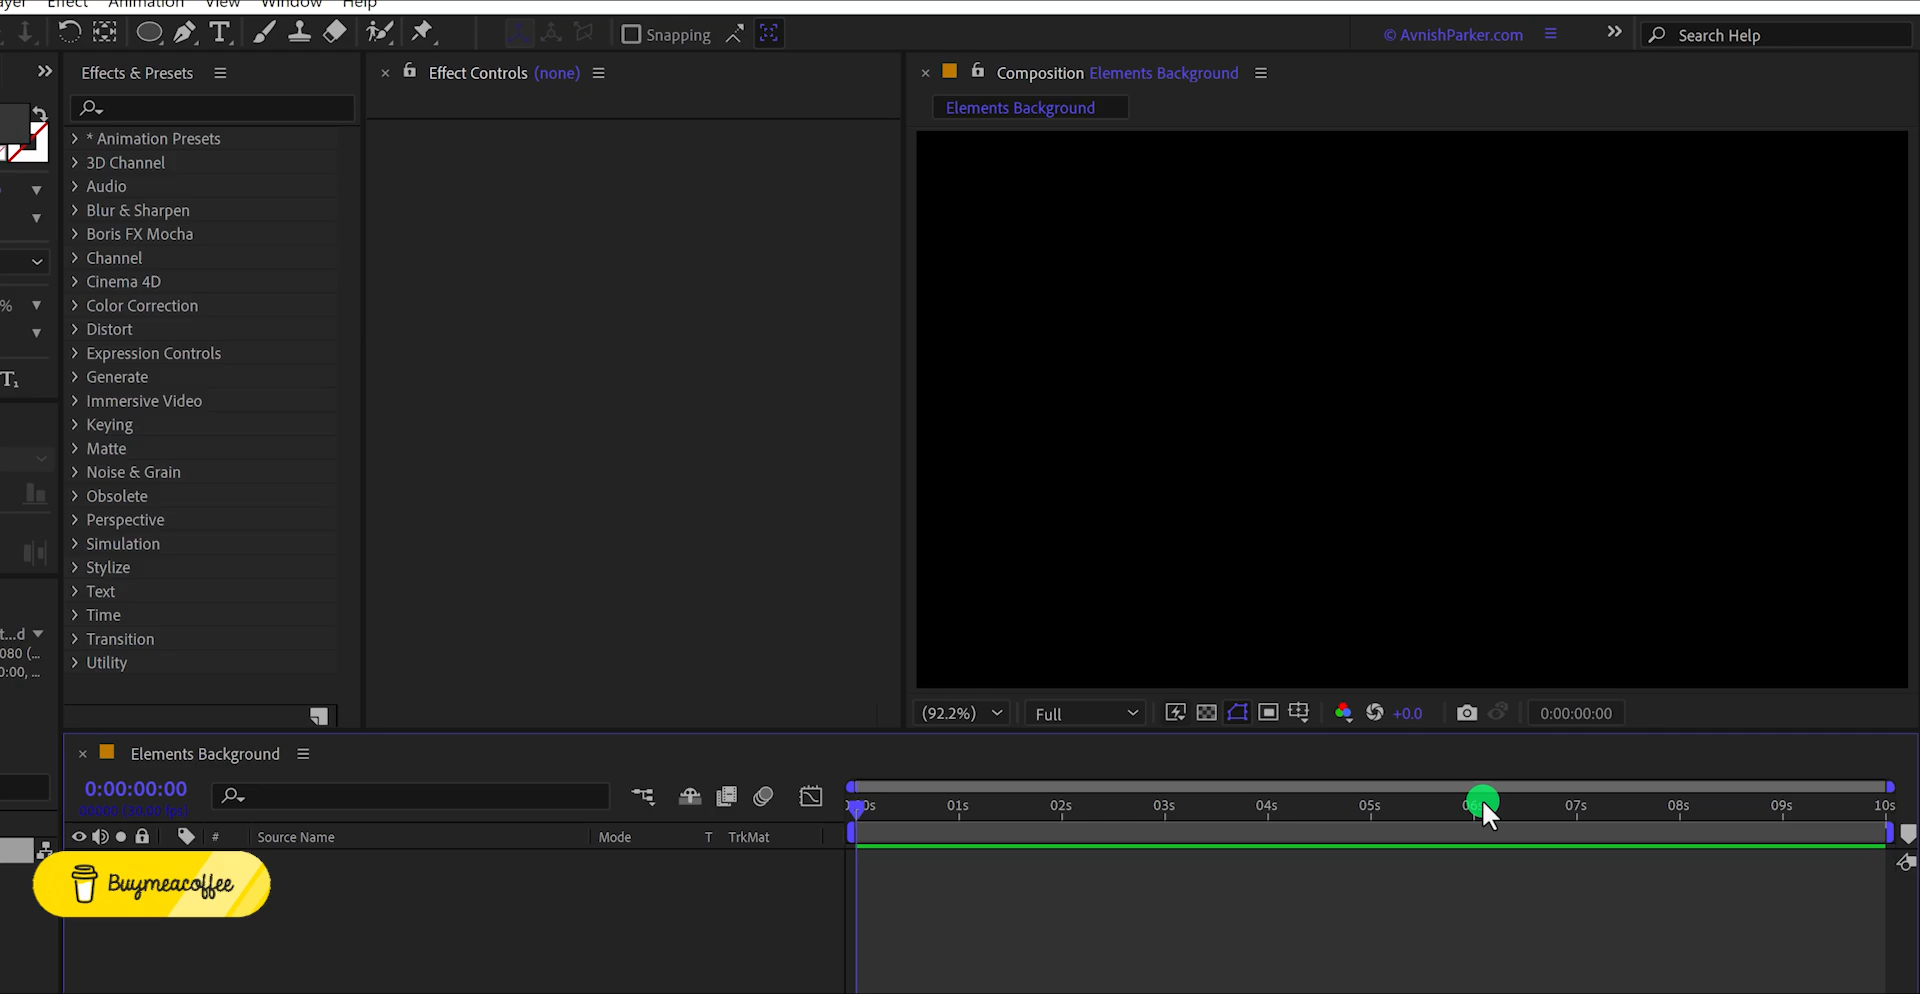 Effect Animation View Window Help
Snapping
© AvnishParker.com
Search Help
Effects & Presets
Effect Controls (none)
Composition Elements Background
Elements Background
* Animation Presets
3D Channel
Audio
Blur & Sharpen
Boris FX Mocha
Channel
Cinema 4D
Color Correction
Distort
Expression Controls
Generate
Immersive Video
Keying
Matte
Noise & Grain
Obsolete
Perspective
Simulation
Stylize
Text
Time
Transition
Utility
%
T₁
t...d
080 (...
0:00, ...
(92.2%)
Full
+0.0
0:00:00:00
Elements Background
0:00:00:00
00000 (30.00 fps)
01s
02s
03s
04s
05s
06s
07s
08s
09s
10s
#
Source Name
Mode
T
TrkMat
Buymeacoffee